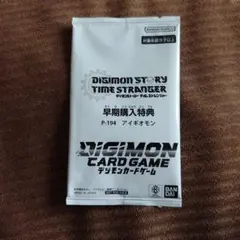 DIGIMON STORY
TIME STRANGER
デジモンストーリー タイムストレンジャー
早期購入特典
P-194 アイギオモン
DIGIMON
CARD GAME
デジモンカードゲーム
BAN
DAI